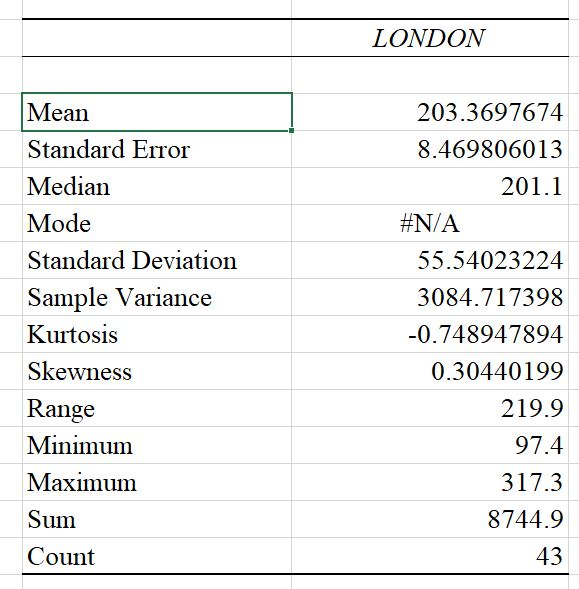 LONDON
Mean 203.3697674
Standard Error 8.469806013
Median 201.1
Mode #N/A
Standard Deviation 55.54023224
Sample Variance 3084.717398
Kurtosis -0.748947894
Skewness 0.30440199
Range 219.9
Minimum 97.4
Maximum 317.3
Sum 8744.9
Count 43